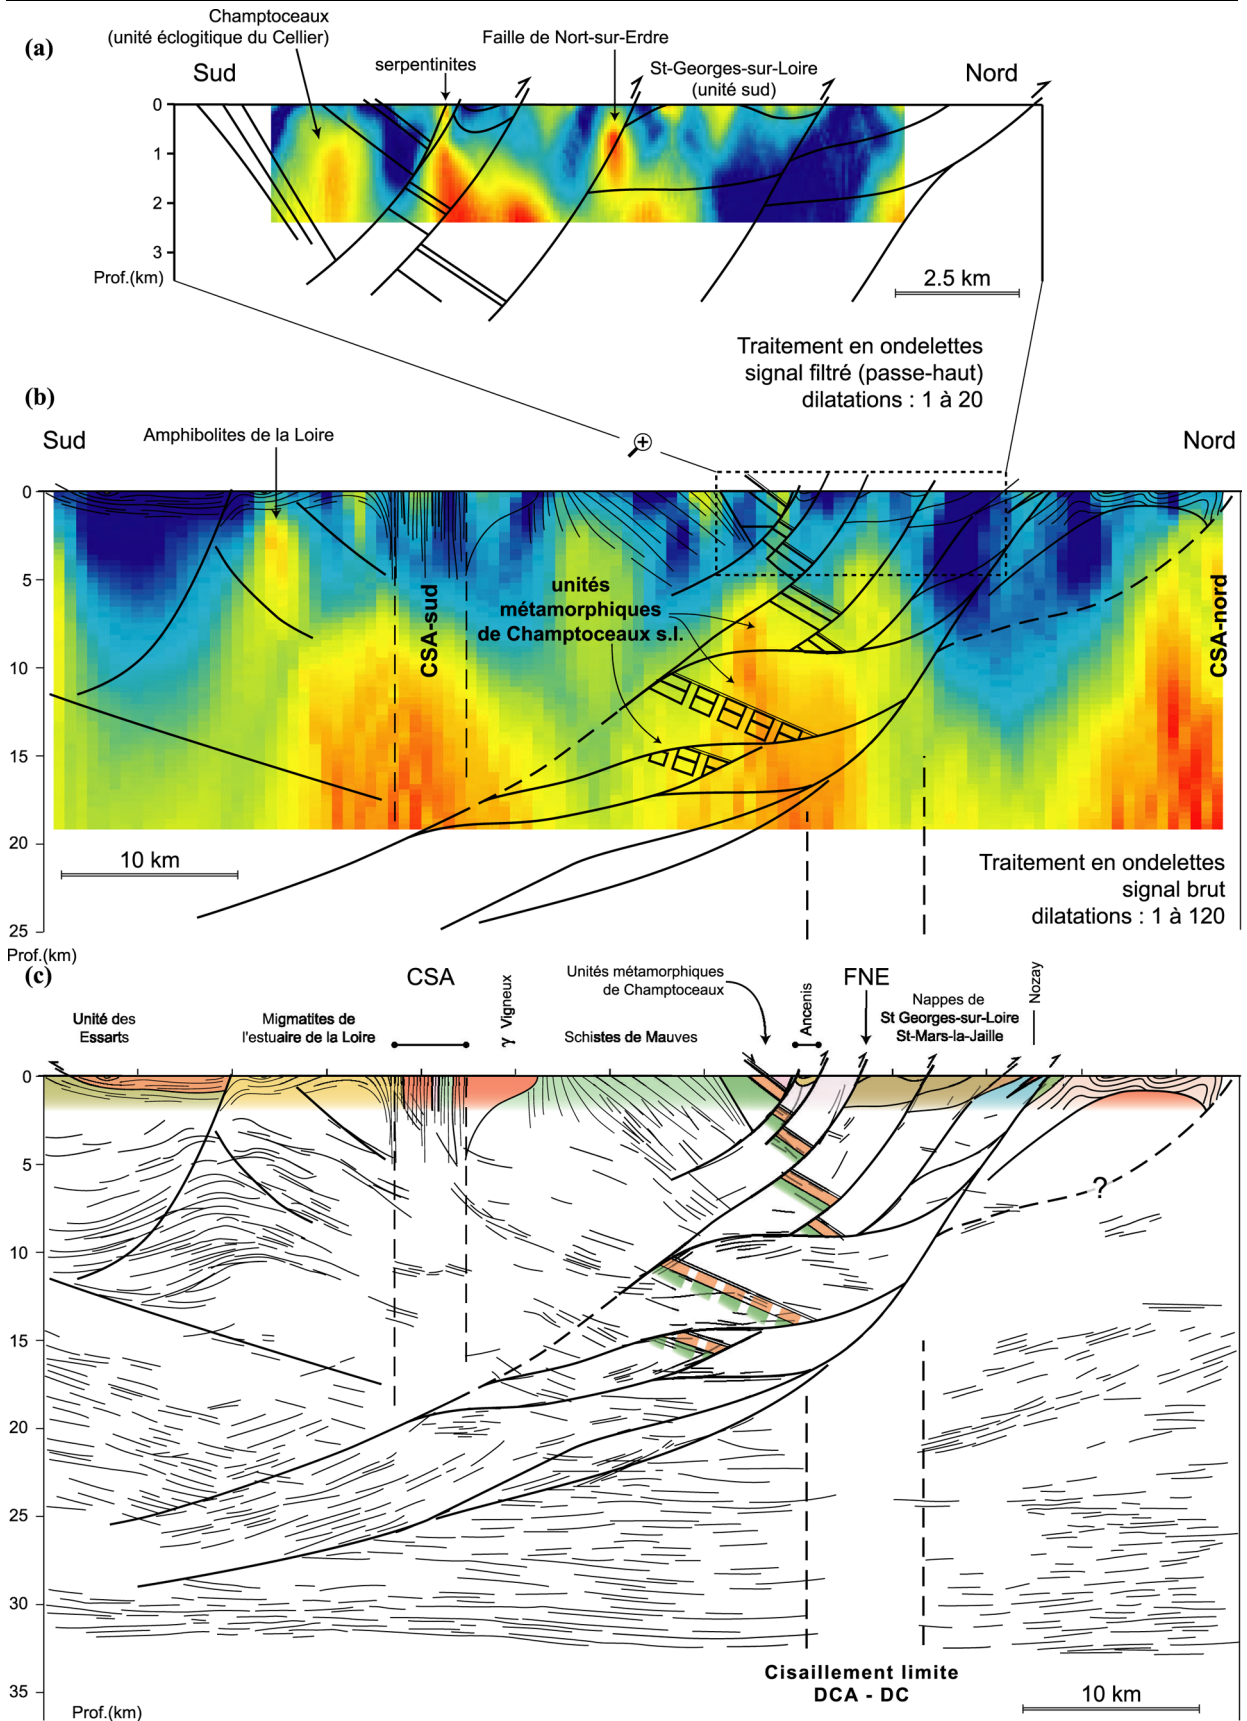 (a)
Champtoceaux
(unité éclogitique du Cellier)
serpentinites
Faille de Nort-sur-Erdre
St-Georges-sur-Loire
(unité sud)
Sud
Nord
0
1
2
3
Prof.(km)
2.5 km
Traitement en ondelettes
signal filtré (passe-haut)
dilatations : 1 à 20
(b)
Sud
Amphibolites de la Loire
Nord
0
5
10
15
20
25
Prof.(km)
CSA-sud
unités
métamorphiques
de Champtoceaux s.l.
CSA-nord
10 km
Traitement en ondelettes
signal brut
dilatations : 1 à 120
(c)
Unité des
Essarts
Migmatites de
l'estuaire de la Loire
CSA
γ Vigneux
Schistes de Mauves
Unités métamorphiques
de Champtoceaux
Ancenis
FNE
Nappes de
St Georges-sur-Loire
St-Mars-la-Jaille
Nozay
0
5
10
15
20
25
30
35
Prof.(km)
?
Cisaillement limite
DCA - DC
10 km